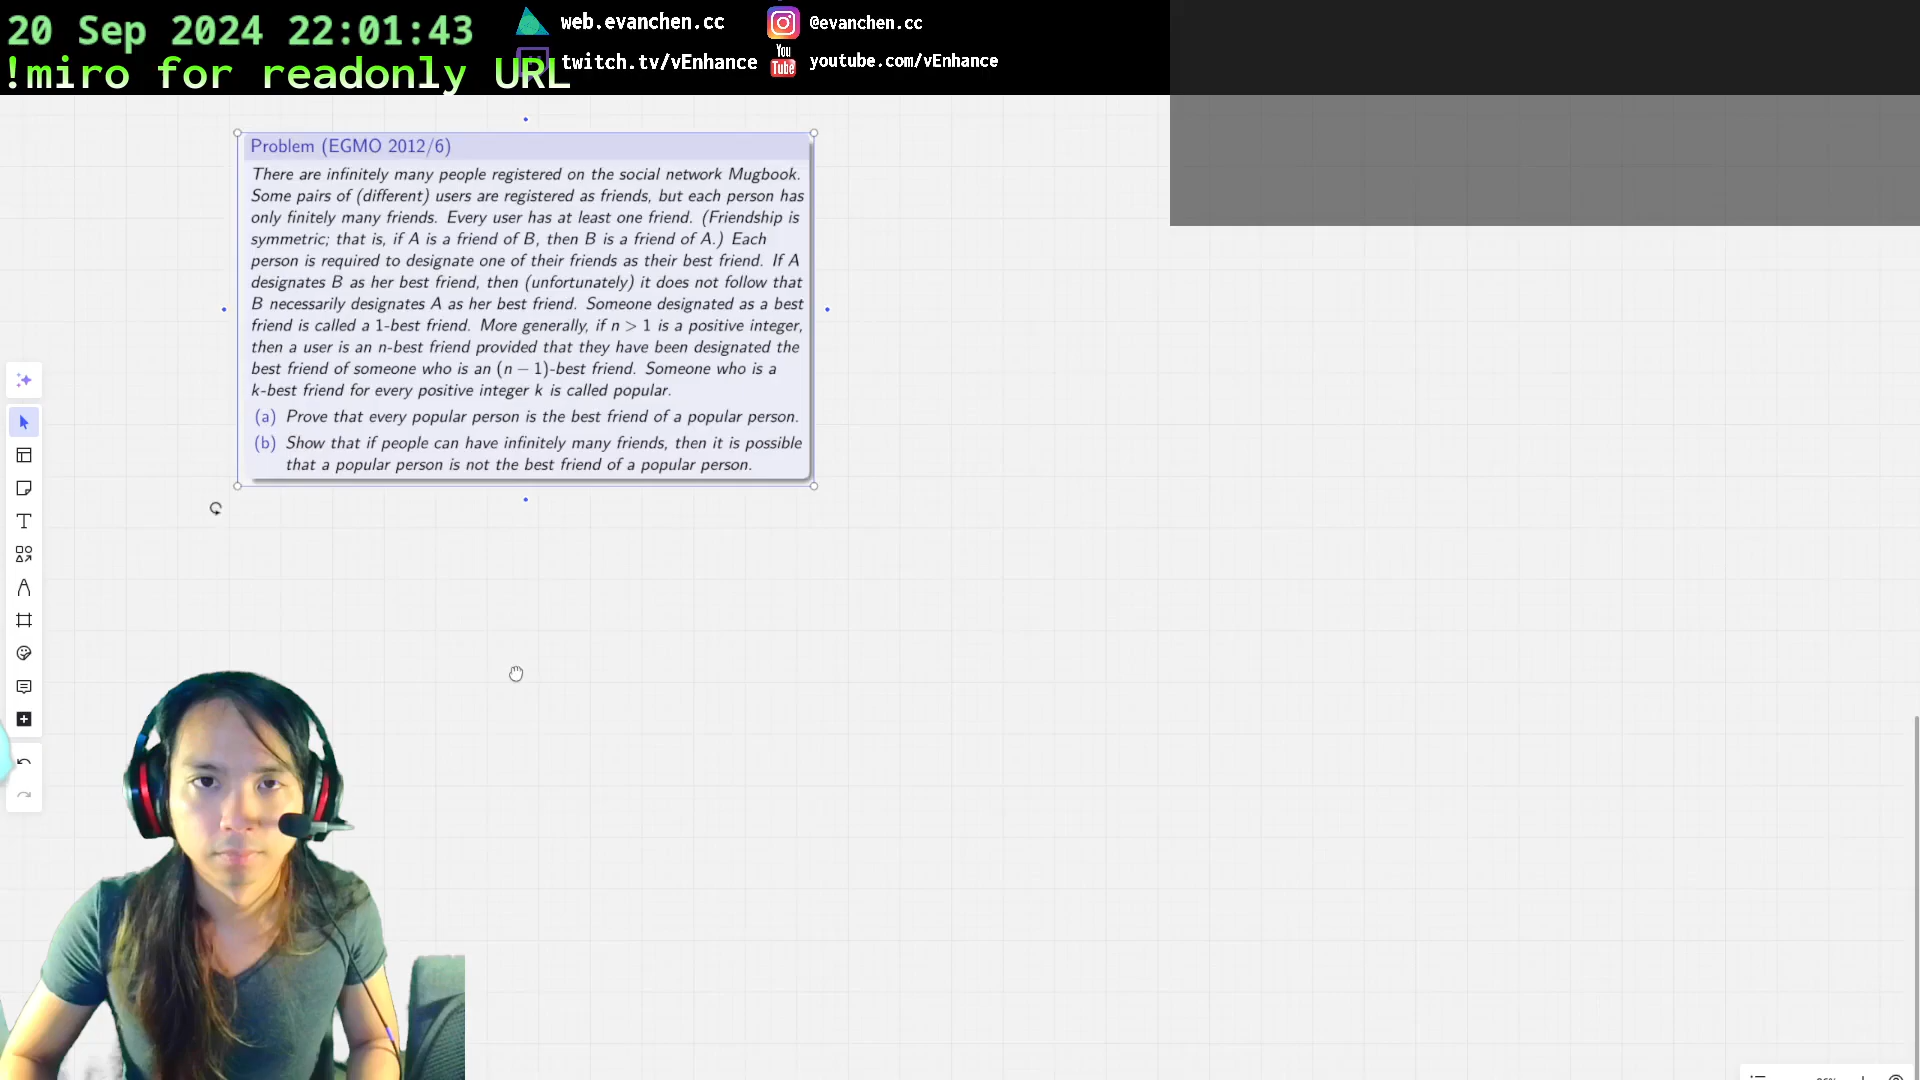 20 Sep 2024 22:01:43
!miro for readonly URL
web.evanchen.cc
@evanchen.cc
twitch.tv/vEnhance
You Tube
youtube.com/vEnhance
Problem (EGMO 2012/6)
There are infinitely many people registered on the social network Mugbook.
Some pairs of (different) users are registered as friends, but each person has
only finitely many friends. Every user has at least one friend. (Friendship is
symmetric; that is, if A is a friend of B, then B is a friend of A.) Each
person is required to designate one of their friends as their best friend. If A
designates B as her best friend, then (unfortunately) it does not follow that
B necessarily designates A as her best friend. Someone designated as a best
friend is called a 1-best friend. More generally, if n > 1 is a positive integer,
then a user is an n-best friend provided that they have been designated the
best friend of someone who is an (n − 1)-best friend. Someone who is a
k-best friend for every positive integer k is called popular.
(a) Prove that every popular person is the best friend of a popular person.
(b) Show that if people can have infinitely many friends, then it is possible
that a popular person is not the best friend of a popular person.